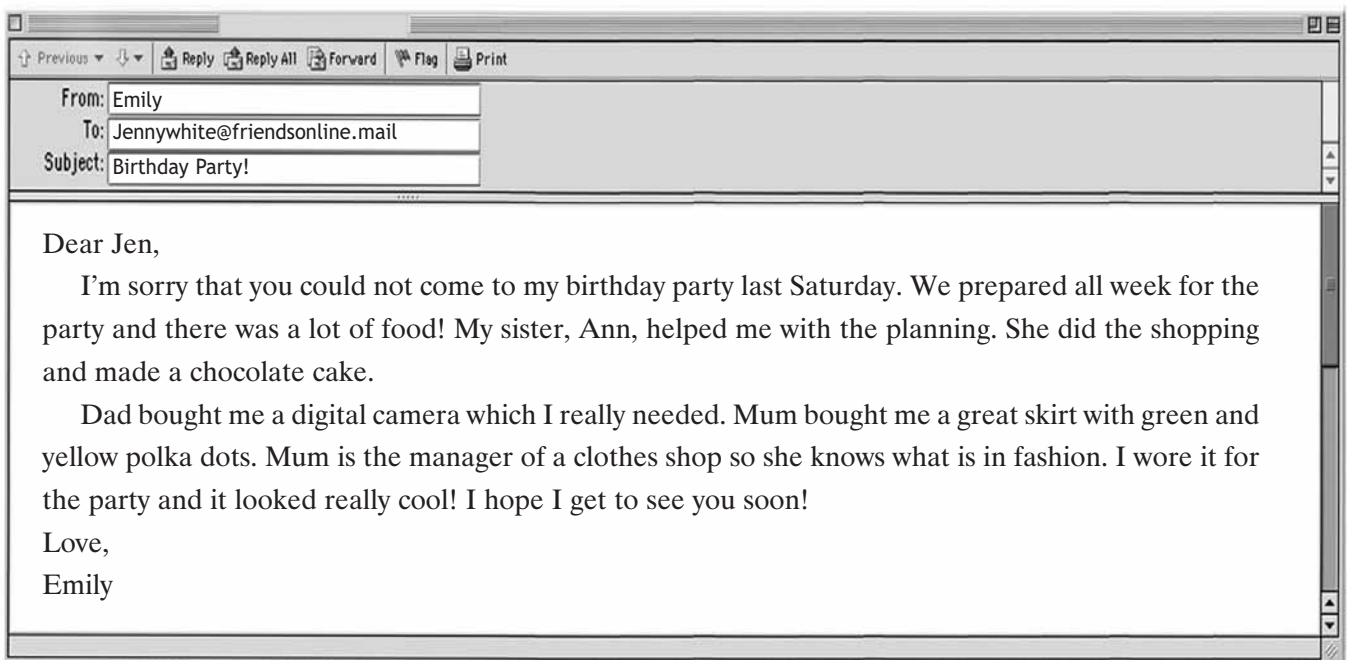 Previous Reply Reply All Forward Flag Print
From: Emily
To: Jennywhite@friendsonline.mail
Subject: Birthday Party!
Dear Jen,
I'm sorry that you could not come to my birthday party last Saturday. We prepared all week for the
party and there was a lot of food! My sister, Ann, helped me with the planning. She did the shopping
and made a chocolate cake.
Dad bought me a digital camera which I really needed. Mum bought me a great skirt with green and
yellow polka dots. Mum is the manager of a clothes shop so she knows what is in fashion. I wore it for
the party and it looked really cool! I hope I get to see you soon!
Love,
Emily